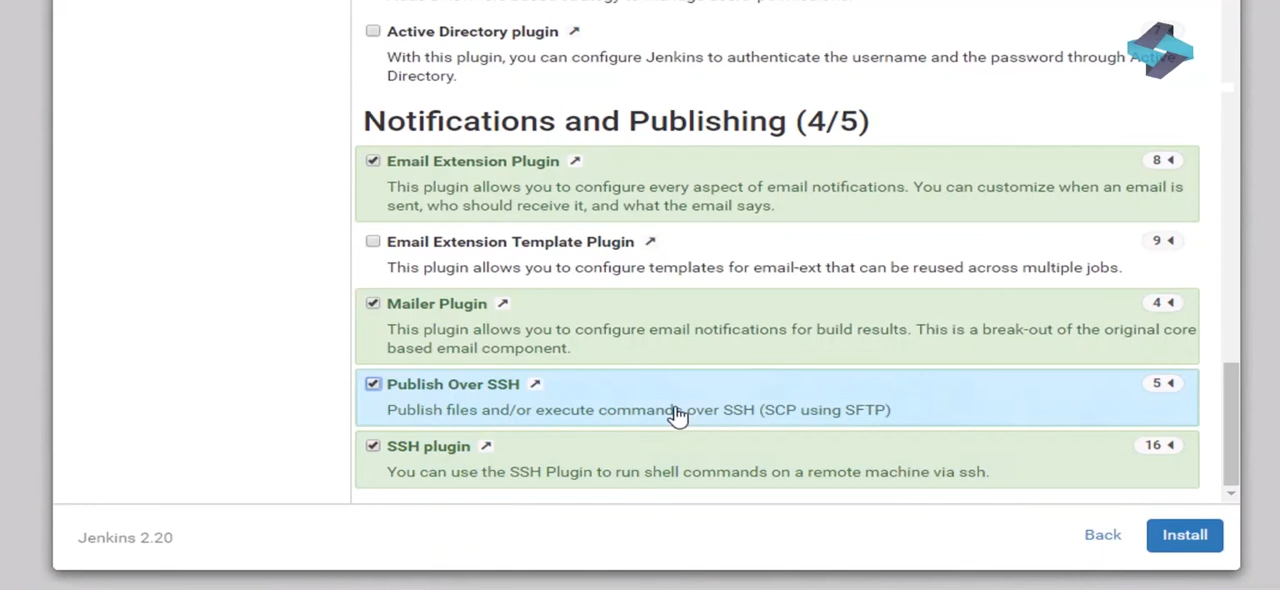 Active Directory plugin
With this plugin, you can configure Jenkins to authenticate the username and the password through Active
Directory.
Notifications and Publishing (4/5)
Email Extension Plugin 8
This plugin allows you to configure every aspect of email notifications. You can customize when an email is
sent, who should receive it, and what the email says.
Email Extension Template Plugin 9
This plugin allows you to configure templates for email-ext that can be reused across multiple jobs.
Mailer Plugin 4
This plugin allows you to configure email notifications for build results. This is a break-out of the original core
based email component.
Publish Over SSH 5
Publish files and/or execute commands over SSH (SCP using SFTP)
SSH plugin 16
You can use the SSH Plugin to run shell commands on a remote machine via ssh.
Jenkins 2.20 Back Install